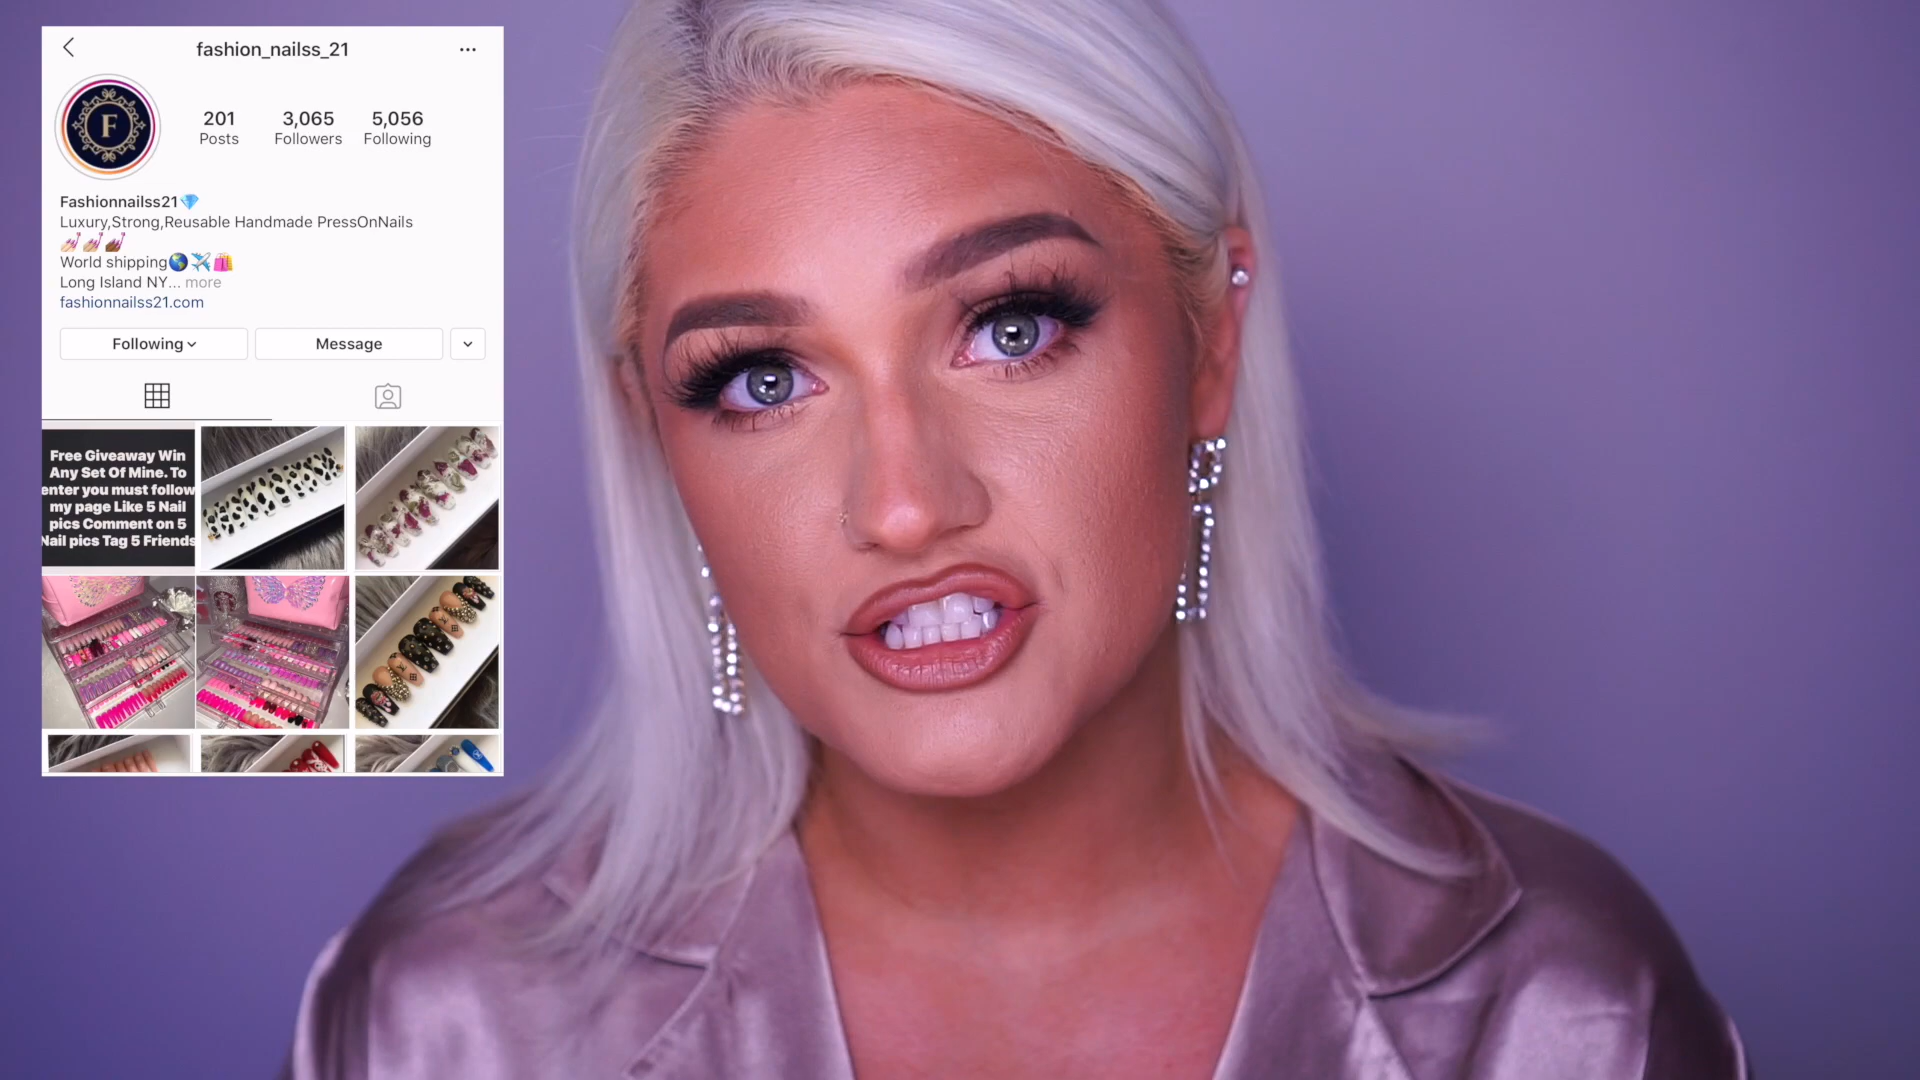 fashion_nailss_21
F
201
Posts
3,065
Followers
5,056
Following
Fashionnailss21💎
Luxury,Strong,Reusable Handmade PressOnNails
💅🏼💅🏽💅🏾
World shipping🌎✈️🛍️
Long Island NY... more
fashionnailss21.com
Following
Message
Free Giveaway Win
Any Set Of Mine. To
enter you must follow
my page Like 5 Nail
pics Comment on 5
Nail pics Tag 5 Friends